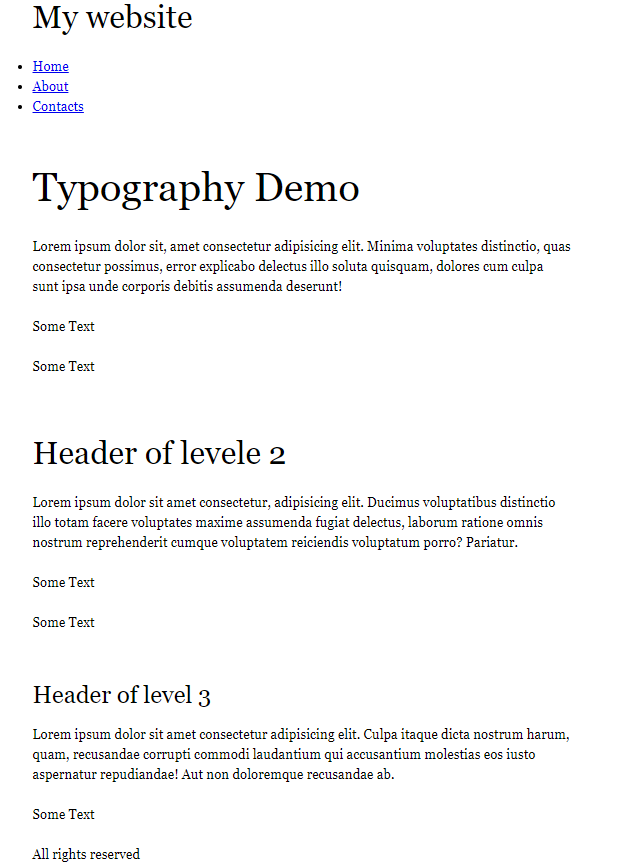 My website
Home
About
Contacts
Typography Demo
Lorem ipsum dolor sit, amet consectetur adipisicing elit. Minima voluptates distinctio, quas
consectetur possimus, error explicabo delectus illo soluta quisquam, dolores cum culpa
sunt ipsa unde corporis debitis assumenda deserunt!
Some Text
Some Text
Header of levele 2
Lorem ipsum dolor sit amet consectetur, adipisicing elit. Ducimus voluptatibus distinctio
illo totam facere voluptates maxime assumenda fugiat delectus, laborum ratione omnis
nostrum reprehenderit cumque voluptatem reiciendis voluptatum porro? Pariatur.
Some Text
Some Text
Header of level 3
Lorem ipsum dolor sit amet consectetur adipisicing elit. Culpa itaque dicta nostrum harum,
quam, recusandae corrupti commodi laudantium qui accusantium molestias eos iusto
aspernatur repudiandae! Aut non doloremque recusandae ab.
Some Text
All rights reserved